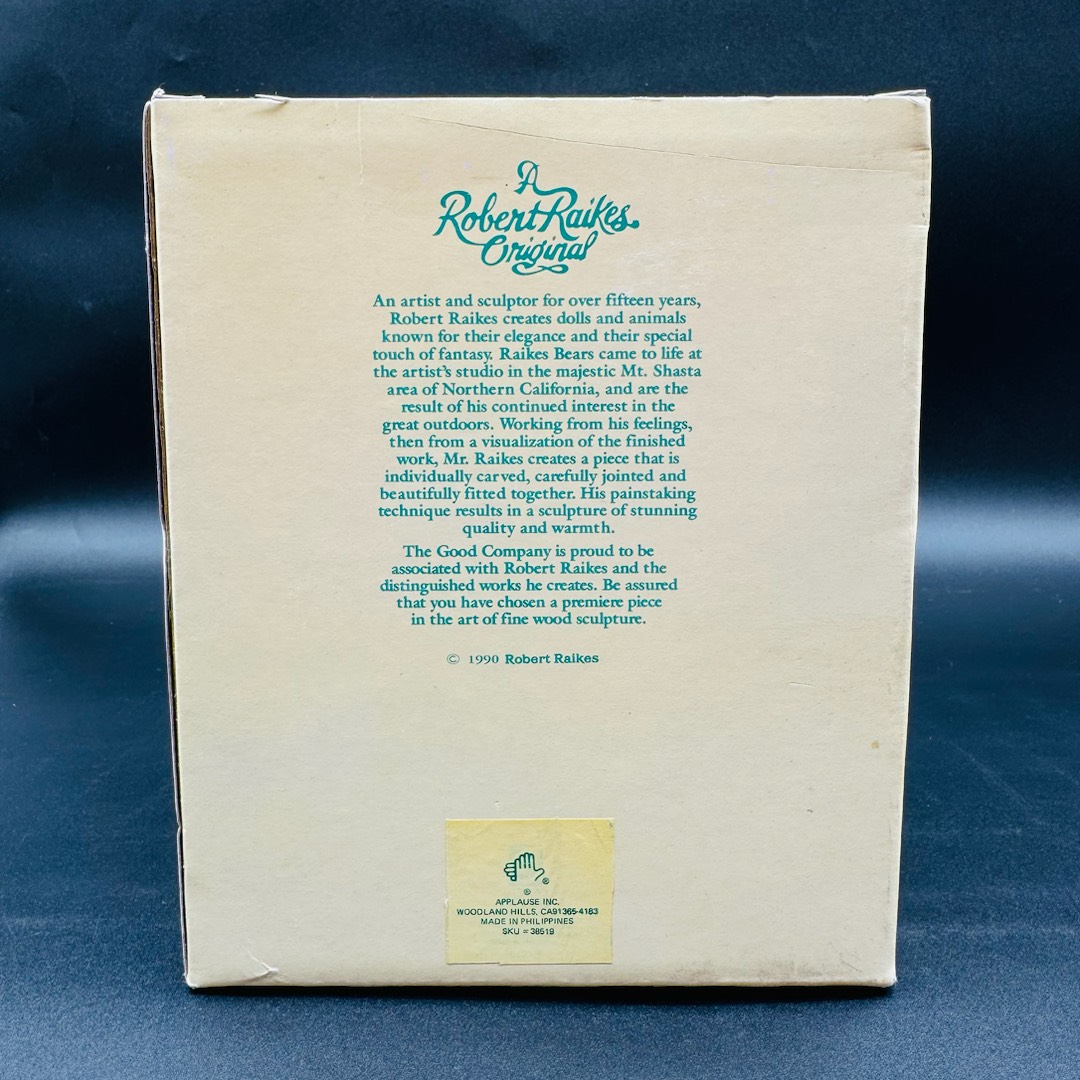 A
Robert Raikes
Original
An artist and sculptor for over fifteen years,
Robert Raikes creates dolls and animals
known for their elegance and their special
touch of fantasy. Raikes Bears came to life at
the artist's studio in the majestic Mt. Shasta
area of Northern California, and are the
result of his continued interest in the
great outdoors. Working from his feelings,
then from a visualization of the finished
work, Mr. Raikes creates a piece that is
individually carved, carefully jointed and
beautifully fitted together. His painstaking
technique results in a sculpture of stunning
quality and warmth.
The Good Company is proud to be
associated with Robert Raikes and the
distinguished works he creates. Be assured
that you have chosen a premiere piece
in the art of fine wood sculpture.
© 1990 Robert Raikes
®
©
APPLAUSE INC.
WOODLAND HILLS, CA91365-4183
MADE IN PHILIPPINES
SKU = 38519